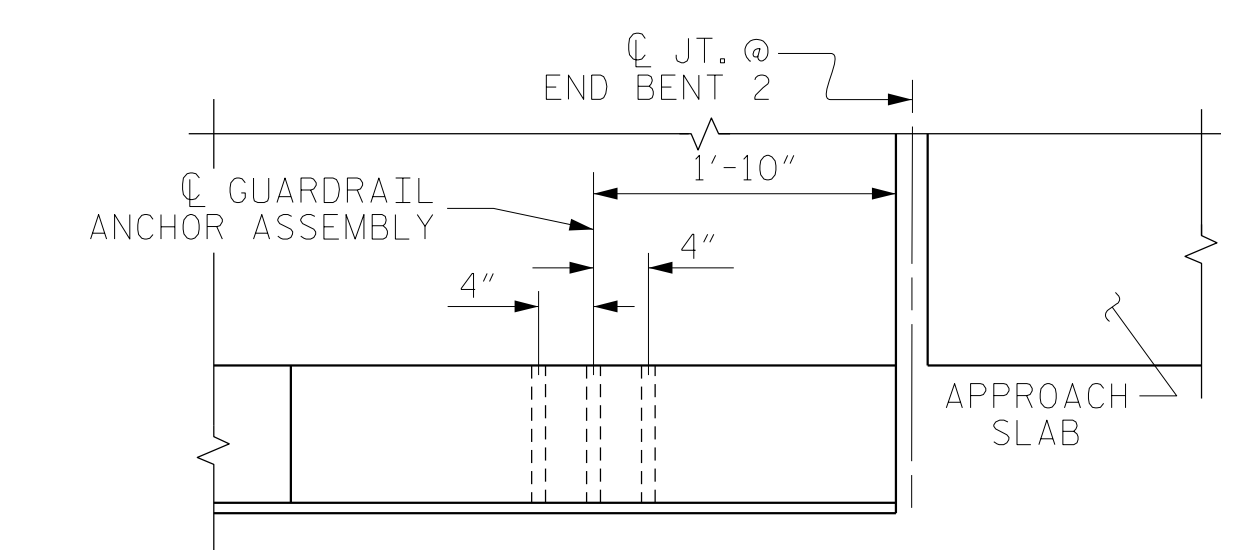 ℄ JT. @
END BENT 2
1'-10"
℄ GUARDRAIL
ANCHOR ASSEMBLY
4"
4"
APPROACH
SLAB